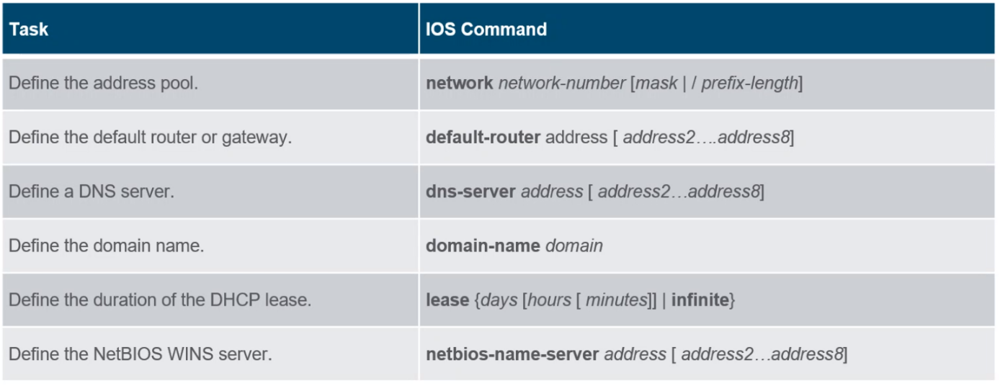 Task IOS Command
Define the address pool. network network-number [mask | / prefix-length]
Define the default router or gateway. default-router address [ address2….address8]
Define a DNS server. dns-server address [ address2…address8]
Define the domain name. domain-name domain
Define the duration of the DHCP lease. lease {days [hours [ minutes]] | infinite}
Define the NetBIOS WINS server. netbios-name-server address [ address2…address8]